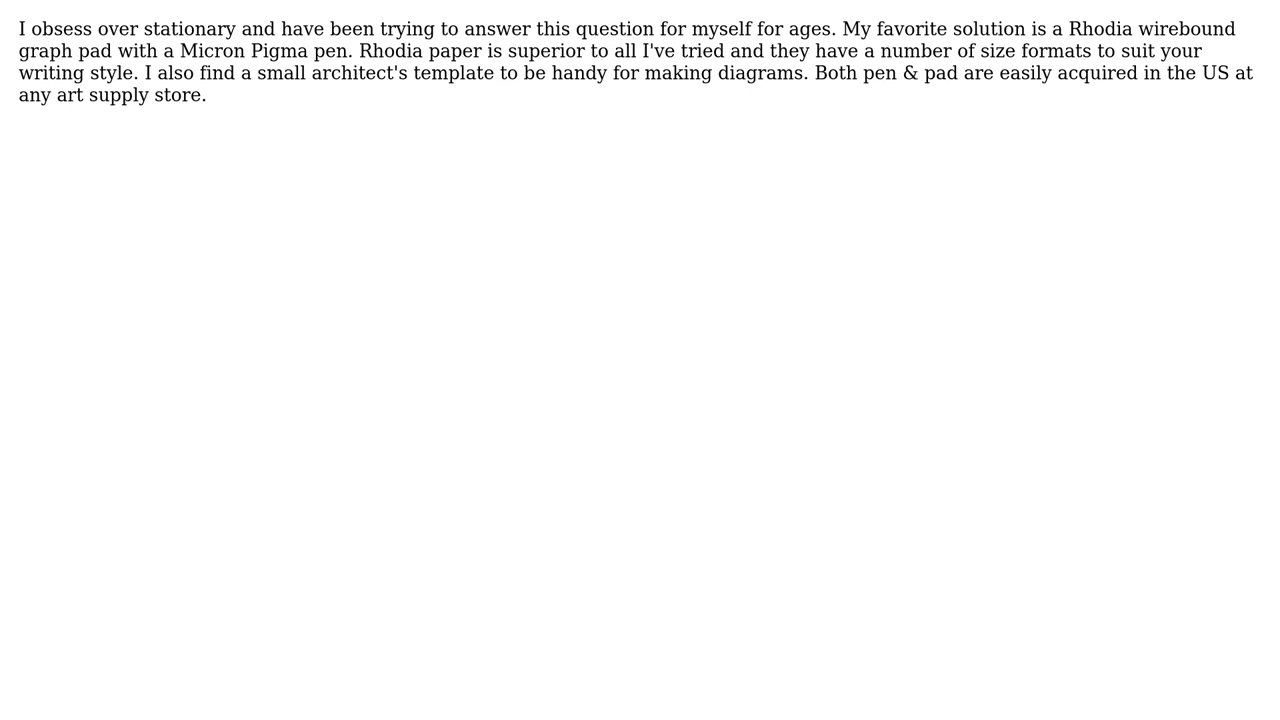 I obsess over stationary and have been trying to answer this question for myself for ages. My favorite solution is a Rhodia wirebound
graph pad with a Micron Pigma pen. Rhodia paper is superior to all I've tried and they have a number of size formats to suit your
writing style. I also find a small architect's template to be handy for making diagrams. Both pen & pad are easily acquired in the US at
any art supply store.